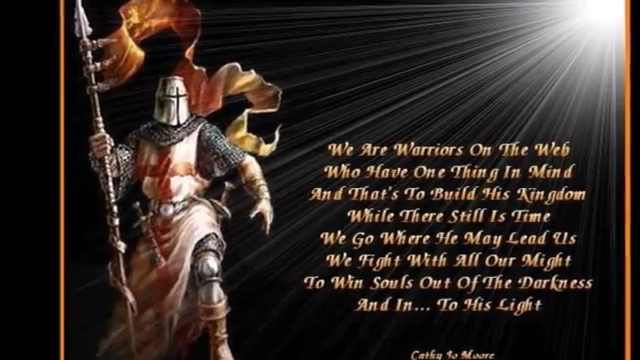 We Are Warriors On The Web
Who Have One Thing In Mind
And That's To Build His Kingdom
While There Still Is Time
We Go Where He May Lead Us
We Fight With All Our Might
To Win Souls Out Of The Darkness
And In... To His Light
Cathy Jo Moore